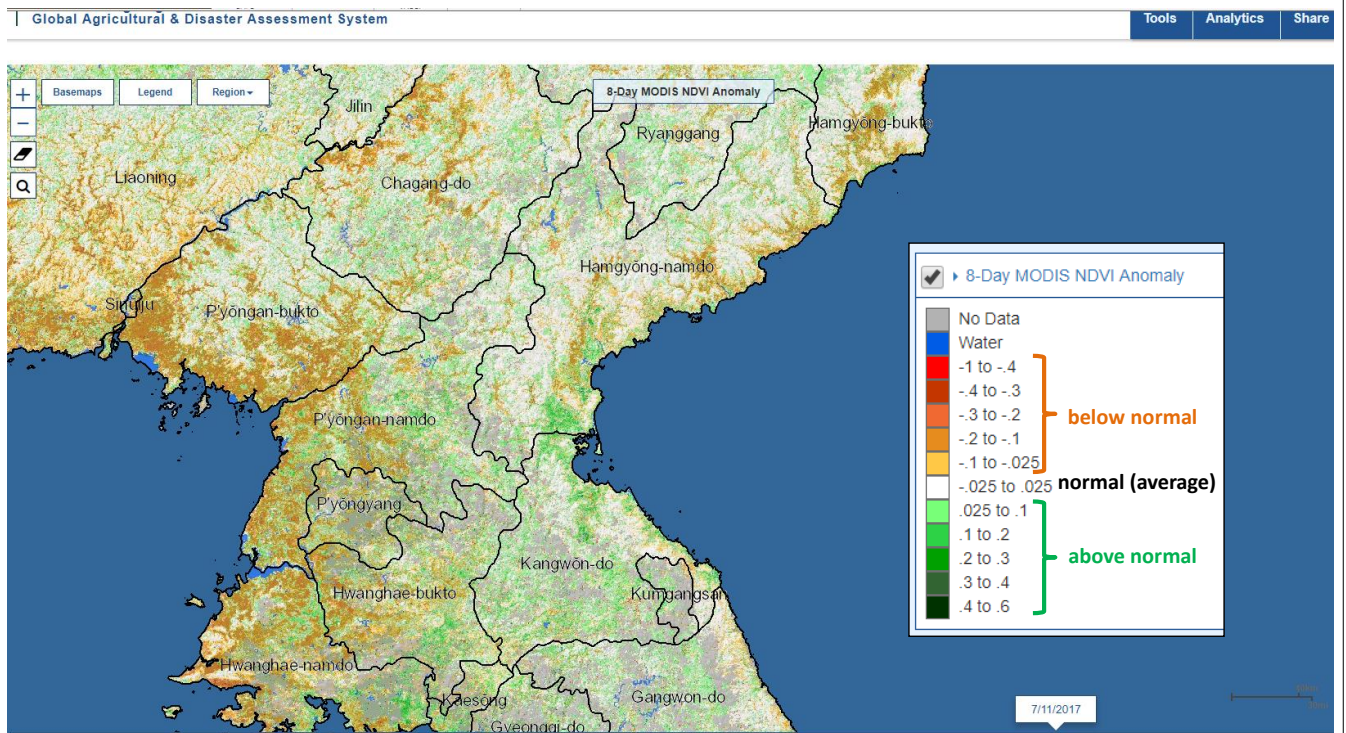 Global Agricultural & Disaster Assessment System
Tools Analytics Share
Basemaps Legend Region
8-Day MODIS NDVI Anomaly
Jilin
Ryanggang
Hamgyŏng-bukto
Liaoning
Chagang-do
Hamgyŏng-namdo
Sinŭiju
P'yŏngan-bukto
P'yŏngan-namdo
P'yŏngyang
Kangwŏn-do
Hwanghae-bukto
Kumgangsan
Hwanghae-namdo
Kaesŏng
Gangwon-do
Gyeonggi-do
8-Day MODIS NDVI Anomaly
No Data
Water
-1 to -.4
-.4 to -.3
-.3 to -.2
-.2 to -.1
-.1 to -.025
-.025 to .025
.025 to .1
.1 to .2
.2 to .3
.3 to .4
.4 to .6
below normal
normal (average)
above normal
7/11/2017